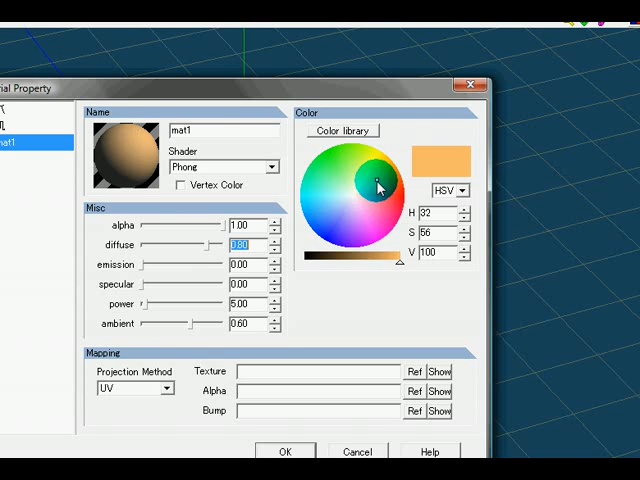 ial Property
肌
mat1
Name
mat1
Shader
Phong
Vertex Color
Misc
alpha 1.00
diffuse 0.80
emission 0.00
specular 0.00
power 5.00
ambient 0.60
Color
Color library
HSV
H 32
S 56
V 100
Mapping
Projection Method
UV
Texture Ref Show
Alpha Ref Show
Bump Ref Show
OK Cancel Help